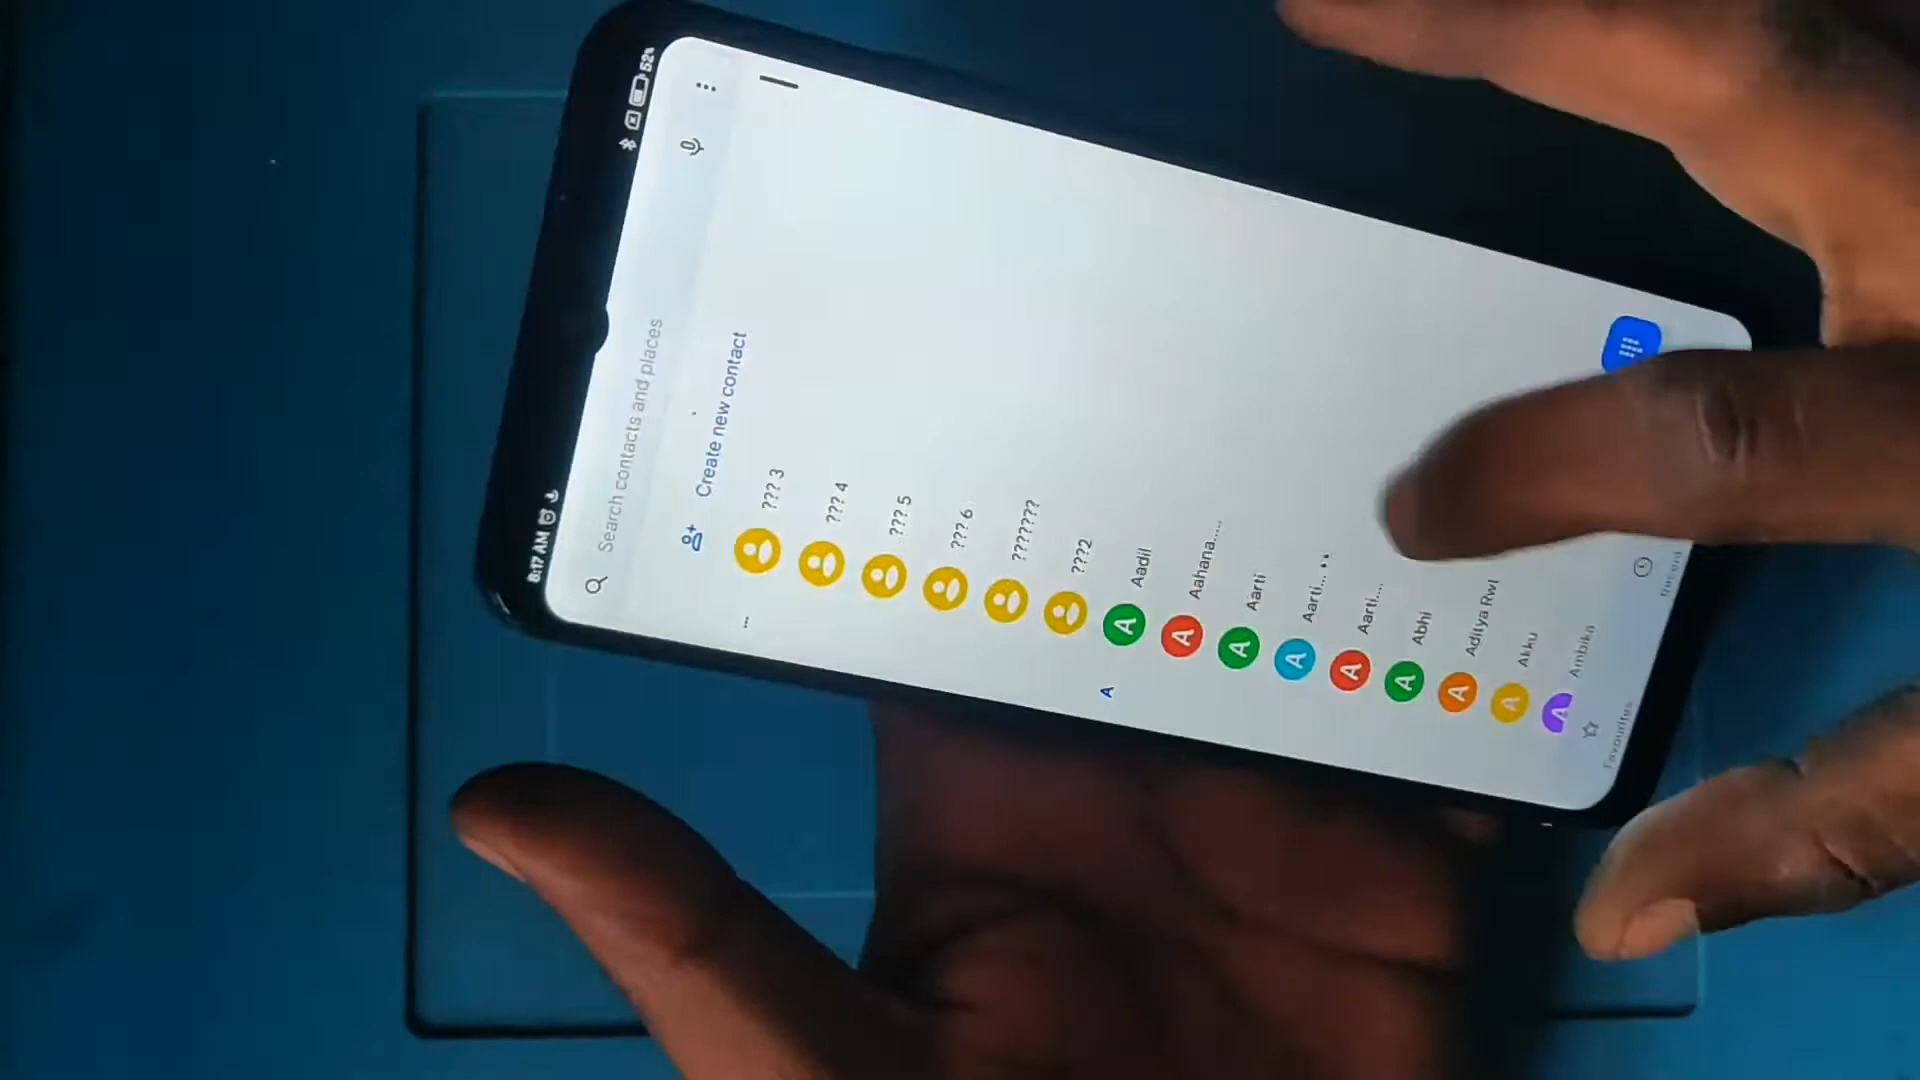 8:17 AM
52%
Search contacts and places
Create new contact
...
??? 3
??? 4
??? 5
??? 6
????????
???2
A
A Aadil
A Aahana.....
A Aarti
A Aarti...
A Aarti....
A Abhi
A Aditya Rwl
A Akku
A Ambika
Favourites